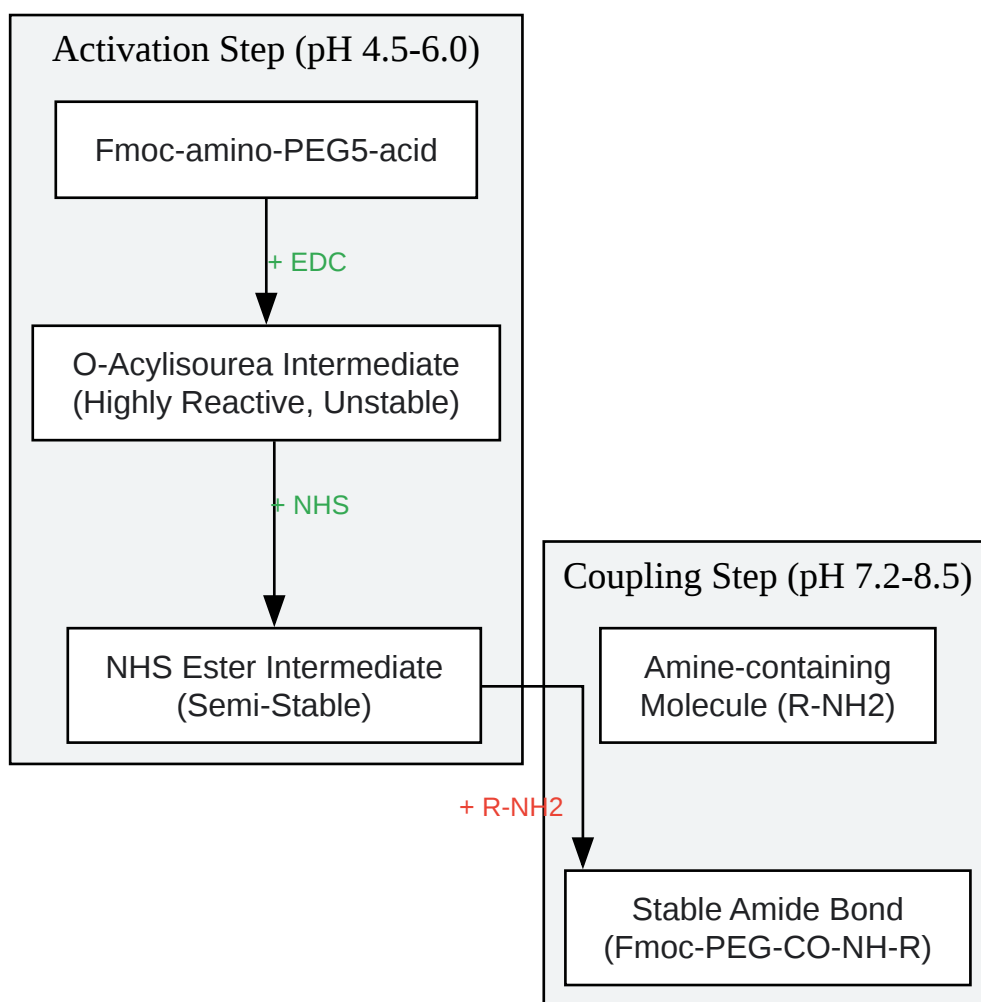 Activation Step (pH 4.5-6.0)
Fmoc-amino-PEG5-acid
+ EDC
O-Acylisourea Intermediate
(Highly Reactive, Unstable)
+ NHS
NHS Ester Intermediate
(Semi-Stable)
Coupling Step (pH 7.2-8.5)
Amine-containing
Molecule (R-NH2)
+ R-NH2
Stable Amide Bond
(Fmoc-PEG-CO-NH-R)